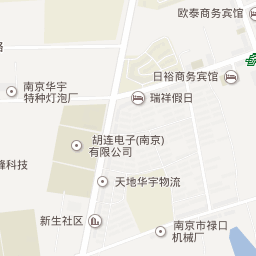 欧泰商务宾馆
路
日裕商务宾馆
南京华宇
特种灯泡厂
瑞祥假日
胡连电子(南京)
有限公司
锋科技
天地华宇物流
新生社区
南京市禄口
机械厂